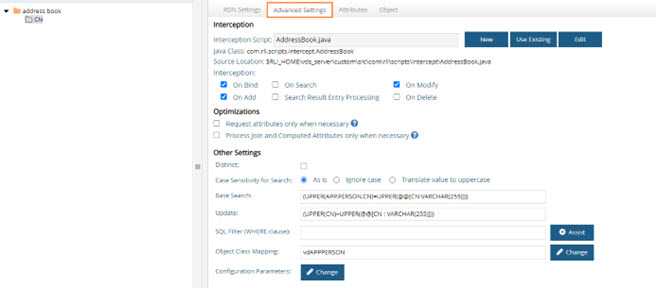 address book
CN
RDN Settings
Advanced Settings
Attributes
Object
Interception
Interception Script: AddressBook.java
New
Use Existing
Edit
Java Class: com.rli.scripts.intercept.AddressBook
Source Location: $RLI_HOME\vds_server\custom\src\com\rli\scripts\intercept\AddressBook.java
Interception:
On Bind
On Search
On Modify
On Add
Search Result Entry Processing
On Delete
Optimizations
Request attributes only when necessary
Process Join and Computed Attributes only when necessary
Other Settings
Distinct:
Case Sensitivity for Search: As is Ignore case Translate value to uppercase
Base Search: (UPPER(APP.PERSON.CN)=UPPER(@@[CN:VARCHAR(255)]))
Update: (UPPER(CN)=UPPER(@@[CN : VARCHAR(255)]))
SQL Filter (WHERE clause):
Assist
Object Class Mapping: vdAPPPERSON
Change
Configuration Parameters: Change